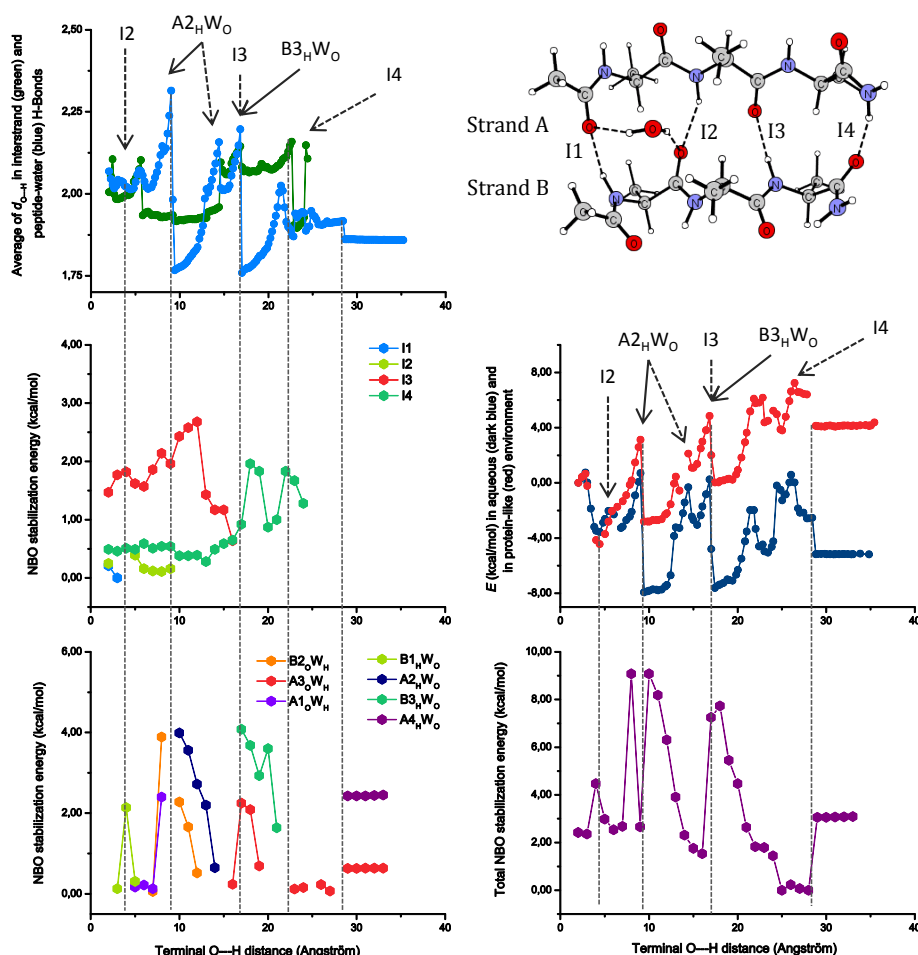 I2
A2HWO
I3
B3HWO
I4
Average of dO—H in interstrand (green) and
peptide–water (blue) H-Bonds
2,50
2,25
2,00
1,75
0
10
20
30
40
Strand A
Strand B
I1
I2
I3
I4
O
O
O
O
O
O
O
O
O
C
C
C
C
C
C
N
N
N
N
N
N
NBO stabilization energy (kcal/mol)
4,00
3,00
2,00
1,00
0,00
0
10
20
30
40
I1
I2
I3
I4
I2
A2HWO
I3
B3HWO
I4
E (kcal/mol) in aqueous (dark blue) and
in protein-like (red) environment
8,00
4,00
0,00
-4,00
-8,00
0
10
20
30
40
NBO stabilization energy (kcal/mol)
6,00
4,00
2,00
0,00
0
10
20
30
40
B2OWH
A3OWH
A1OWH
B1HWO
A2HWO
B3HWO
A4HWO
Terminal O---H distance (Angström)
Total NBO stabilization energy (kcal/mol)
10,00
8,00
6,00
4,00
2,00
0,00
0
10
20
30
40
Terminal O---H distance (Angström)